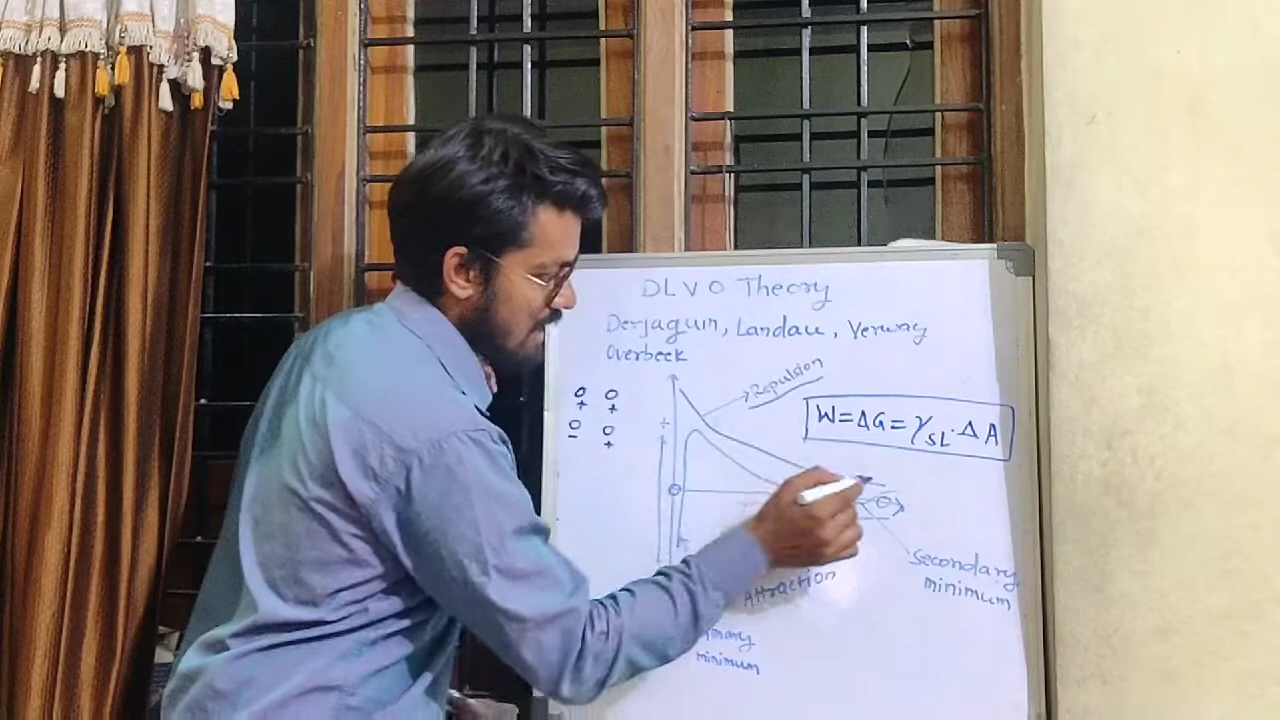 DLVO Theory
Derjaguin, Landau, Verway
Overbeek
Repulsion
W=ΔG=γSL·ΔA
Secondary
minimum
Attraction
minimum